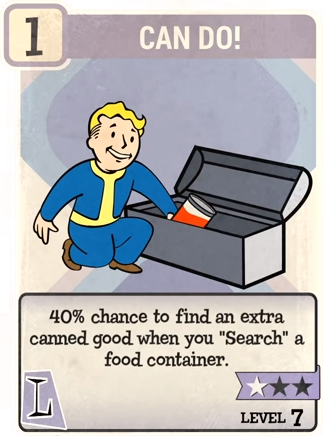 1
CAN DO!
40% chance to find an extra
canned good when you "Search" a
food container.
L
LEVEL 7